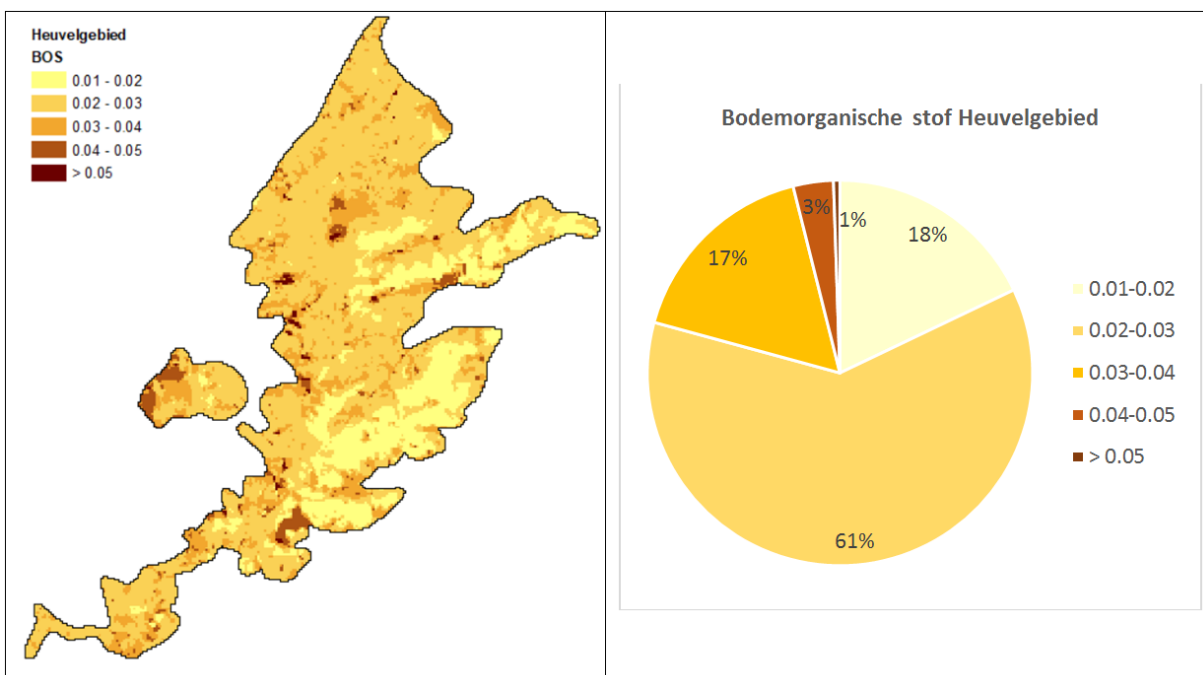 Heuvelgebied
BOS
0.01 - 0.02
0.02 - 0.03
0.03 - 0.04
0.04 - 0.05
> 0.05
Bodemorganische stof Heuvelgebied
3%
1%
18%
17%
61%
0.01-0.02
0.02-0.03
0.03-0.04
0.04-0.05
> 0.05